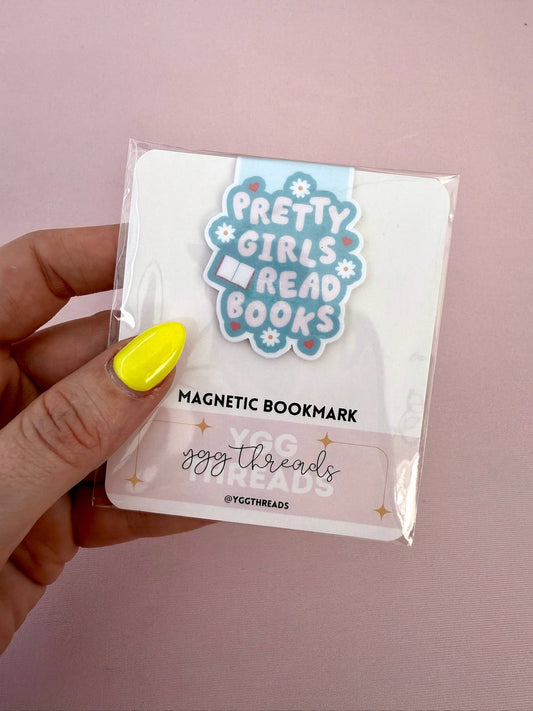 PRETTY
GIRLS
READ
BOOKS
MAGNETIC BOOKMARK
YGG
ygg threads
THREADS
@YGGTHREADS